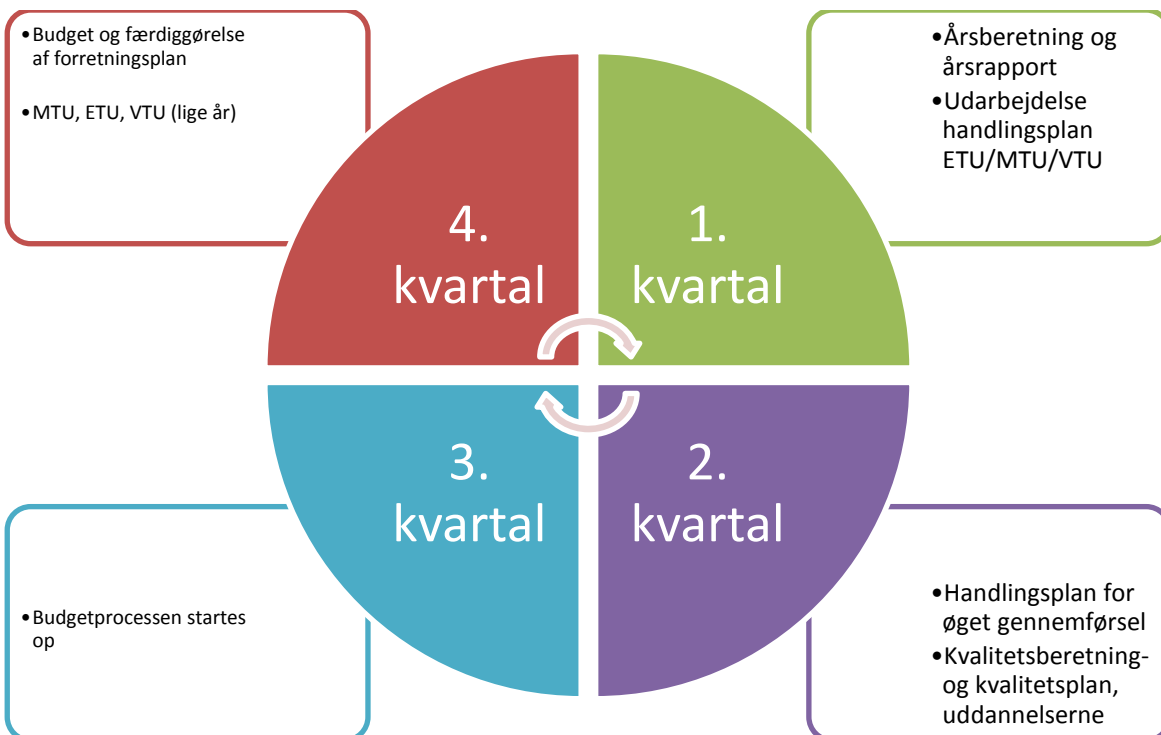 •Budget og færdiggørelse
af forretningsplan
•MTU, ETU, VTU (lige år)
•Årsberetning og
årsrapport
•Udarbejdelse
handlingsplan
ETU/MTU/VTU
4.
kvartal
1.
kvartal
3.
kvartal
2.
kvartal
•Budgetprocessen startes
op
•Handlingsplan for
øget gennemførsel
•Kvalitetsberetning-
og kvalitetsplan,
uddannelserne